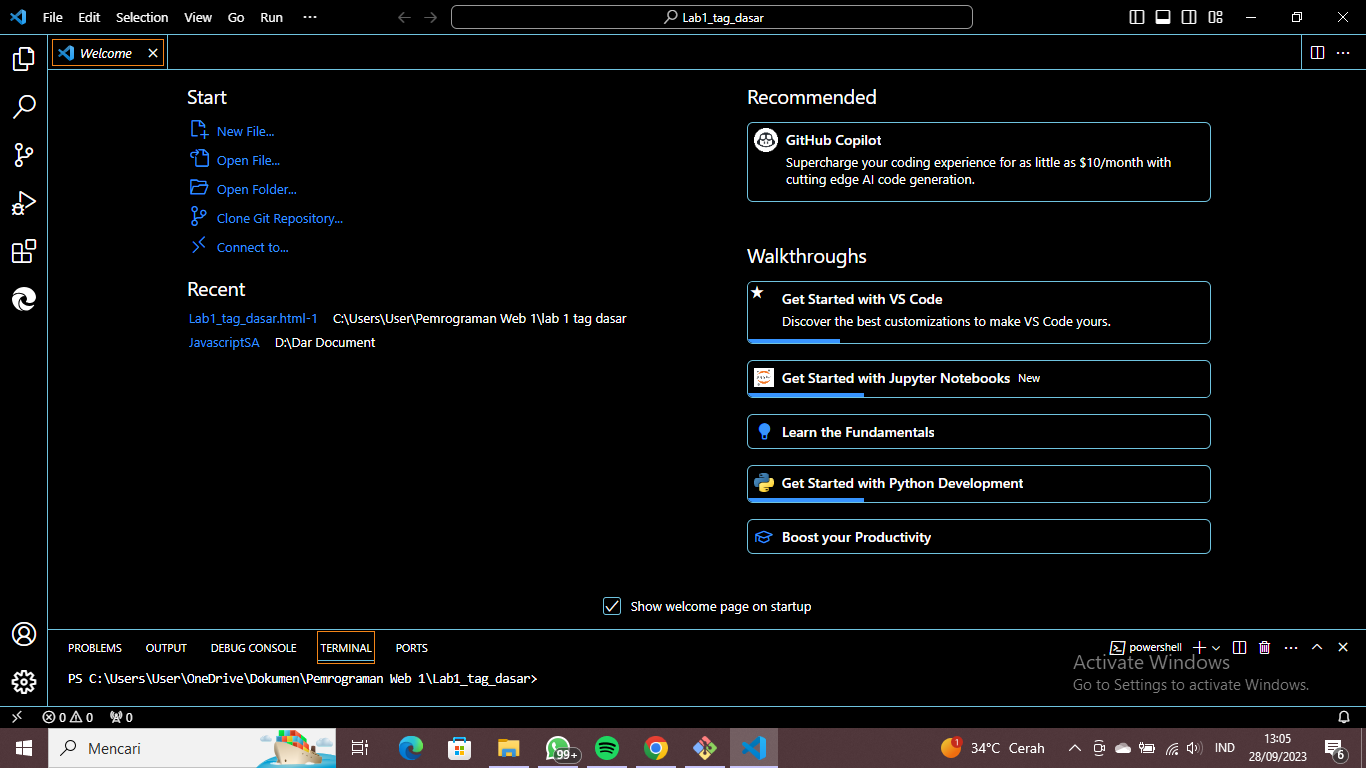 File Edit Selection View Go Run ···
Lab1_tag_dasar
Welcome
Start
New File...
Open File...
Open Folder...
Clone Git Repository...
Connect to...
Recent
Lab1_tag_dasar.html-1 C:\Users\User\Pemrograman Web 1\lab 1 tag dasar
JavascriptSA D:\Dar Document
Recommended
GitHub Copilot
Supercharge your coding experience for as little as $10/month with
cutting edge AI code generation.
Walkthroughs
Get Started with VS Code
Discover the best customizations to make VS Code yours.
Get Started with Jupyter Notebooks New
Learn the Fundamentals
Get Started with Python Development
Boost your Productivity
Show welcome page on startup
PROBLEMS OUTPUT DEBUG CONSOLE TERMINAL PORTS
powershell
PS C:\Users\User\OneDrive\Dokumen\Pemrograman Web 1\Lab1_tag_dasar>
Activate Windows
Go to Settings to activate Windows.
0 0 0
Mencari
99+
1
34°C Cerah
IND
13:05
28/09/2023
6